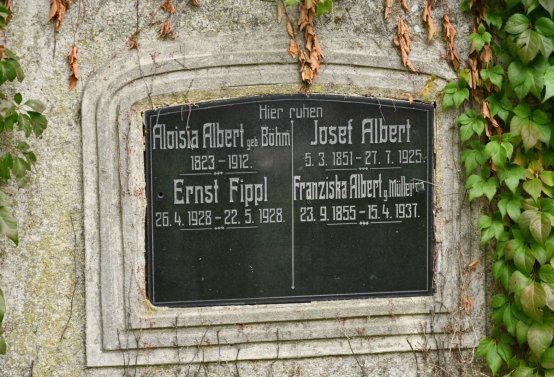 Hier ruhen
Aloisia Albert geb. Böhm
1823 - 1912.
Ernst Fippl
26. 4. 1928 - 22. 5. 1928.
Josef Albert
5. 3. 1851 - 27. 7. 1925.
Franziska Albert g. Müller
23. 9. 1855 - 15. 4. 1937.